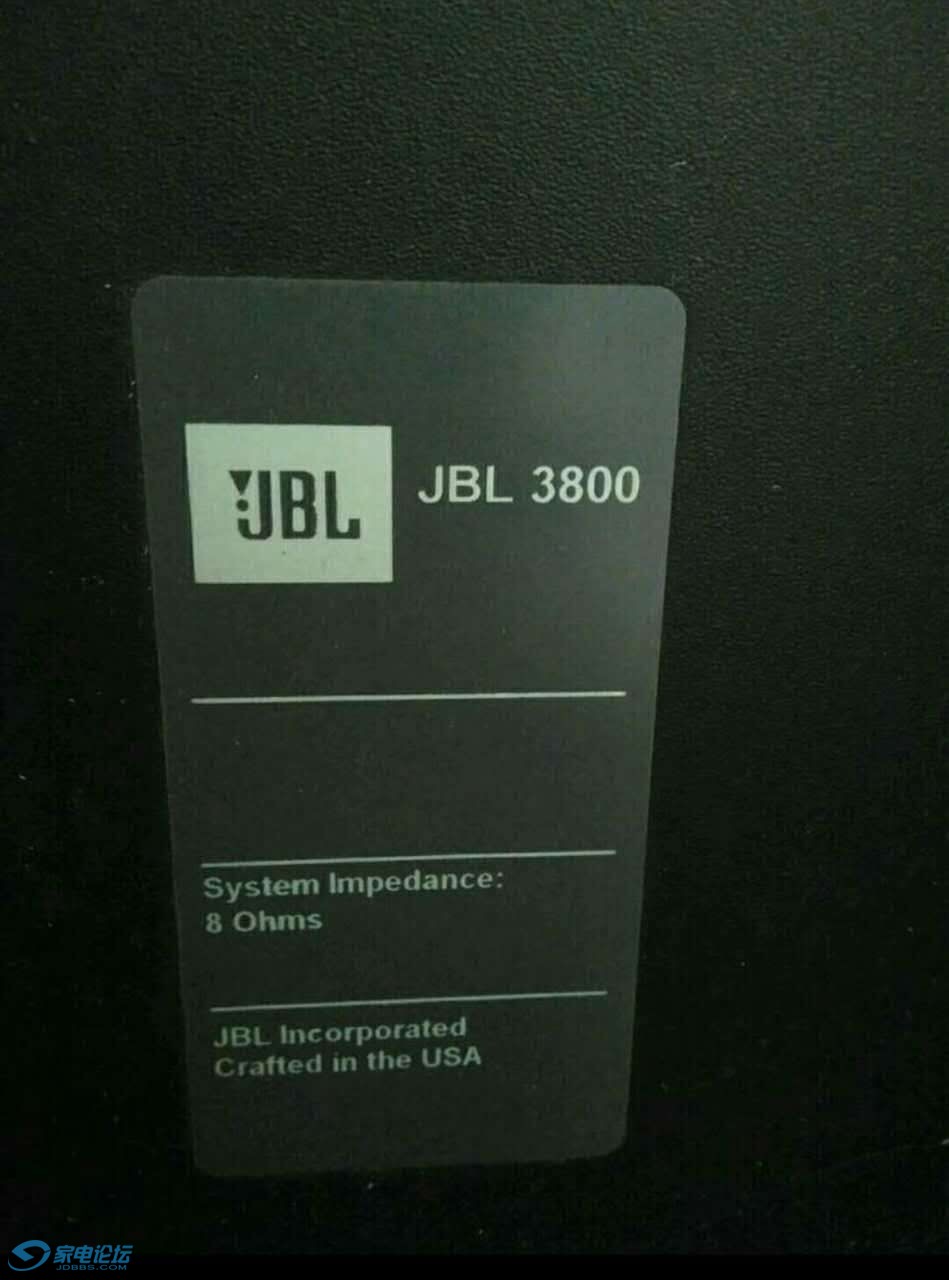 JBL
JBL 3800
System Impedance:
8 Ohms
JBL Incorporated
Crafted in the USA
家电论坛
JDBBS.COM